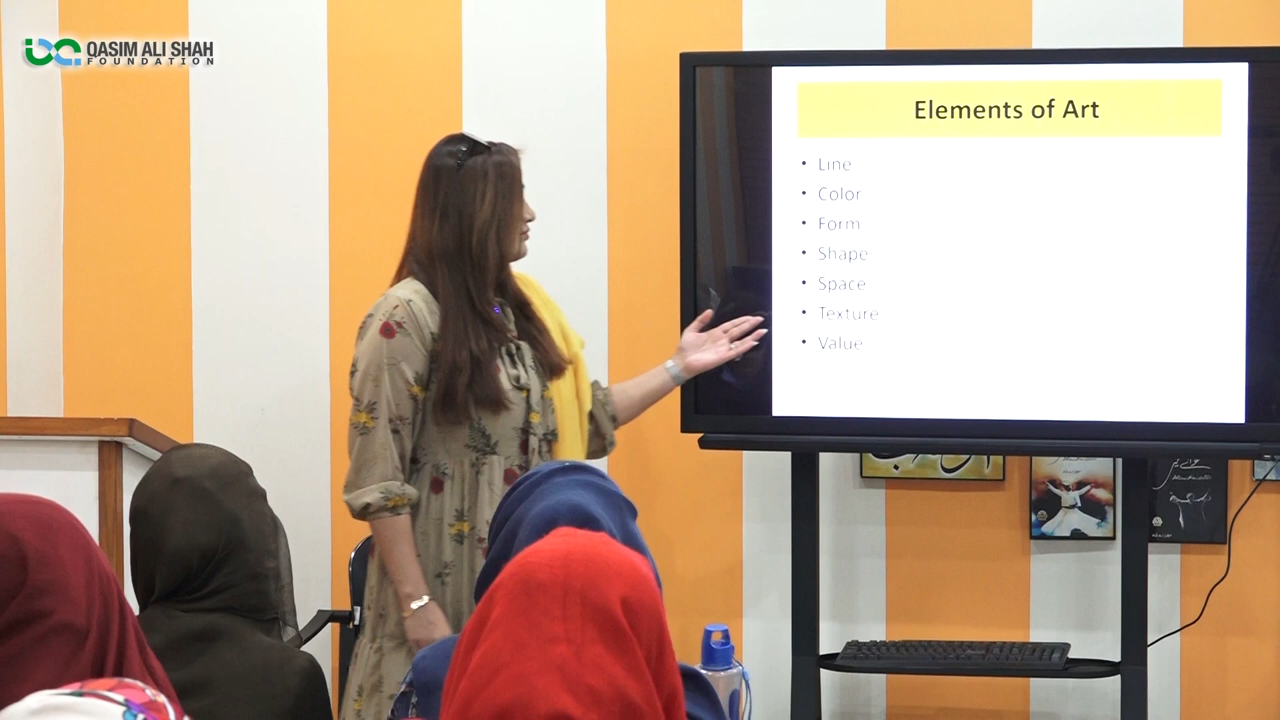 QASIM ALI SHAH
FOUNDATION
Elements of Art
• Line
• Color
• Form
• Shape
• Space
• Texture
• Value